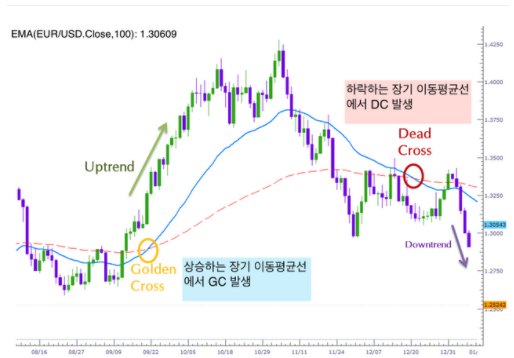 EMA(EUR/USD.Close,100): 1.30609
1.4250
하락하는 장기 이동평균선
에서 DC 발생
1.4000
Dead
Cross
1.3750
Uptrend
1.3500
1.3250
1.30543
1.3000
Golden
Cross
상승하는 장기 이동평균선
에서 GC 발생
Downtrend
1.2750
1.25243
1.2500
08/16 08/27 09/09 09/22 10/05 10/18 10/29 11/11 11/24 12/07 12/20 12/31 01/